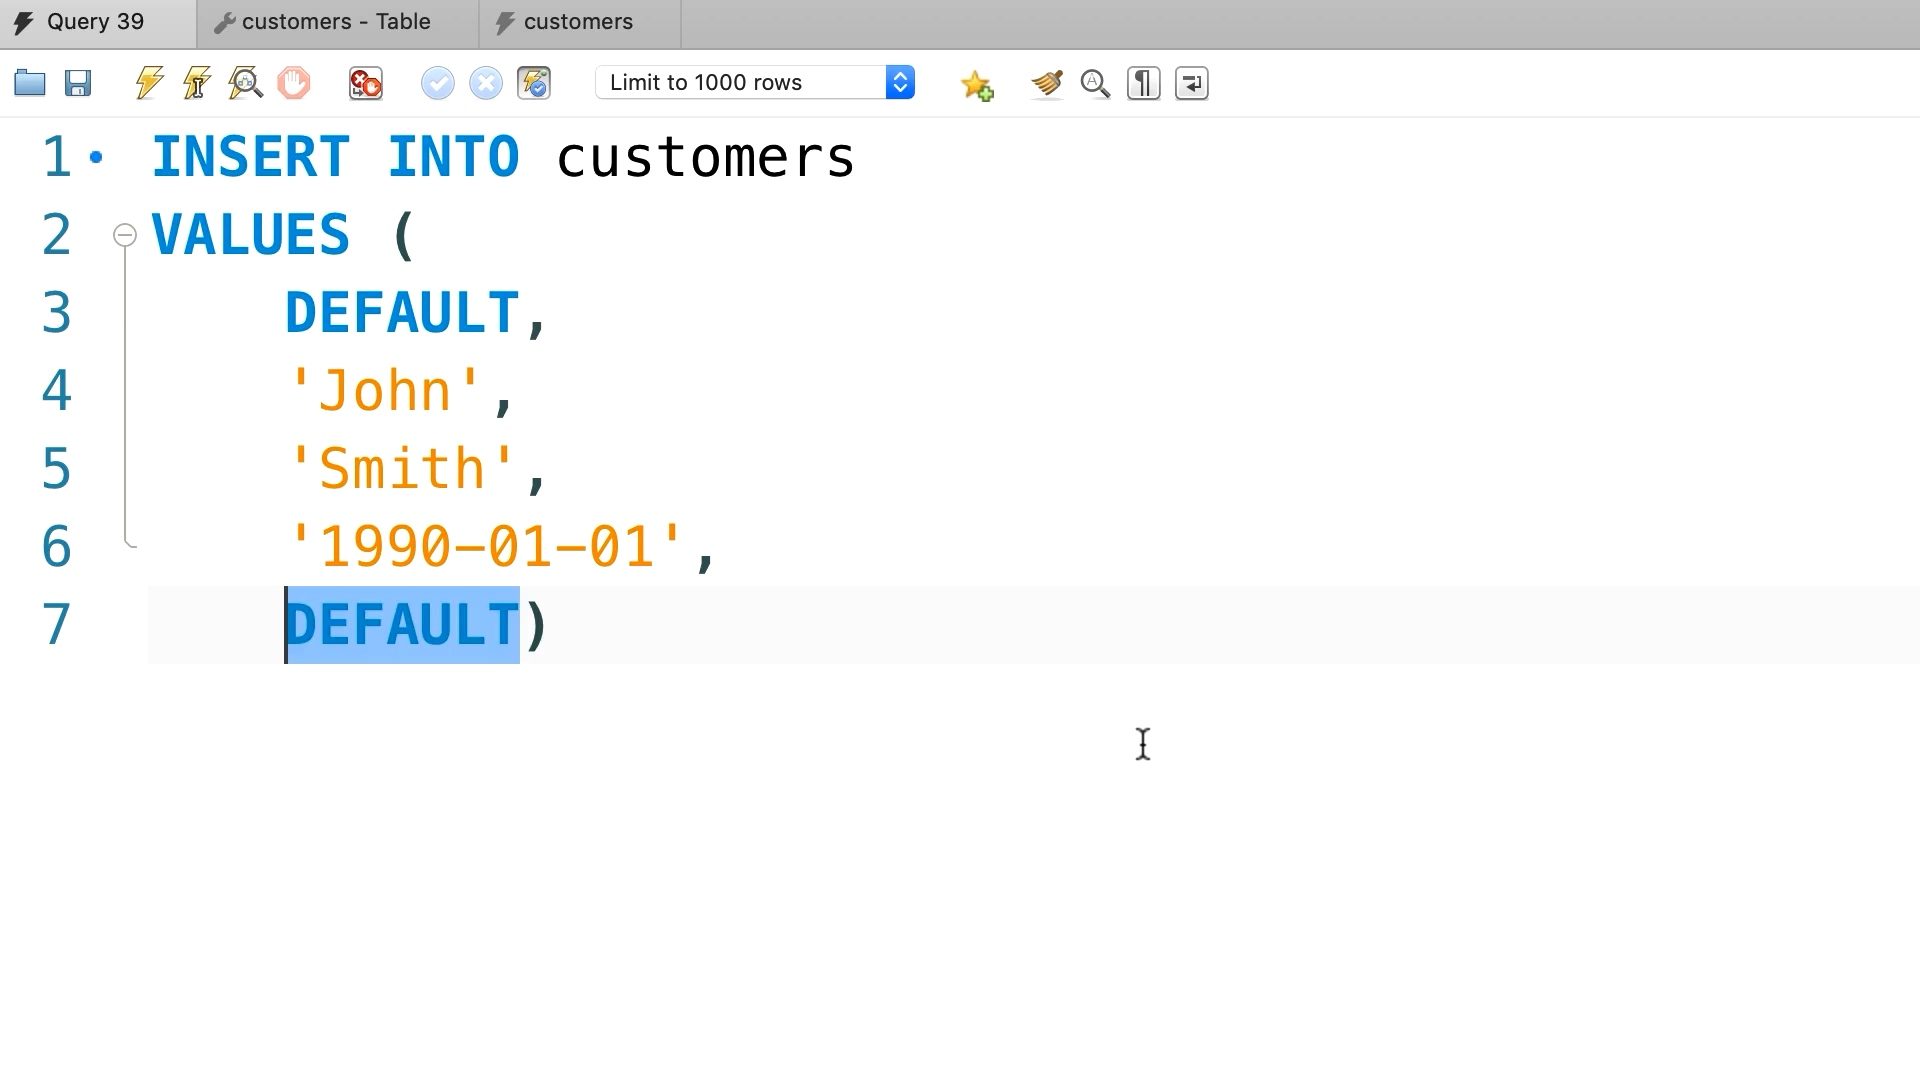 Query 39 customers - Table customers
Limit to 1000 rows
1 INSERT INTO customers
2 VALUES (
3 DEFAULT,
4 'John',
5 'Smith',
6 '1990-01-01',
7 DEFAULT)